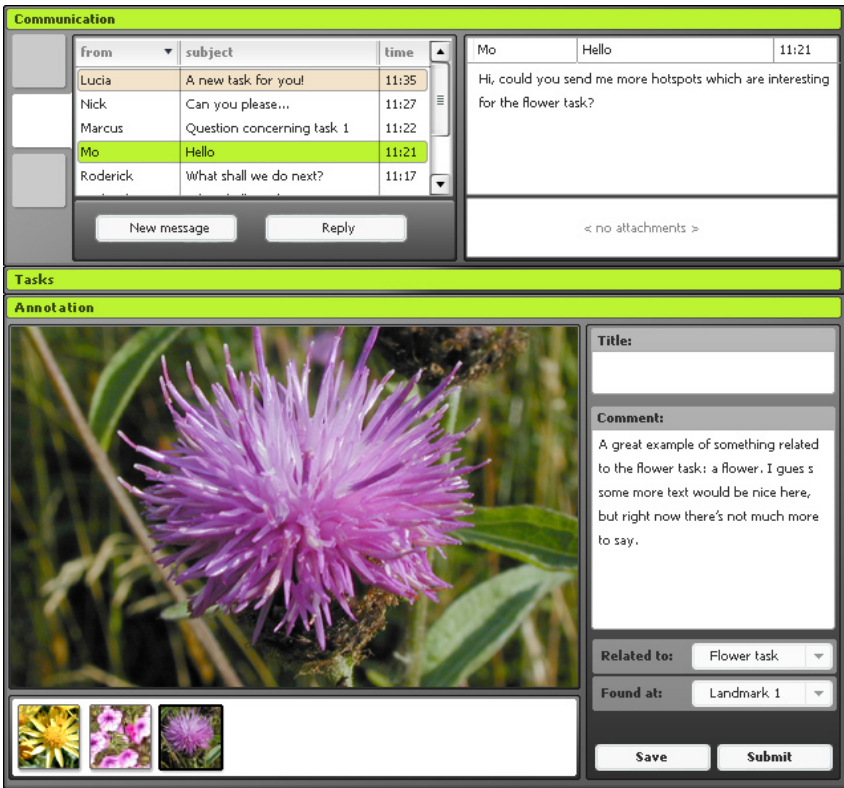 Communication
from subject time
Lucia A new task for you! 11:35
Nick Can you please... 11:27
Marcus Question concerning task 1 11:22
Mo Hello 11:21
Roderick What shall we do next? 11:17
New message Reply
Mo Hello 11:21
Hi, could you send me more hotspots which are interesting
for the flower task?
< no attachments >
Tasks
Annotation
Title:
Comment:
A great example of something related
to the flower task: a flower. I gues s
some more text would be nice here,
but right now there's not much more
to say.
Related to: Flower task
Found at: Landmark 1
Save Submit